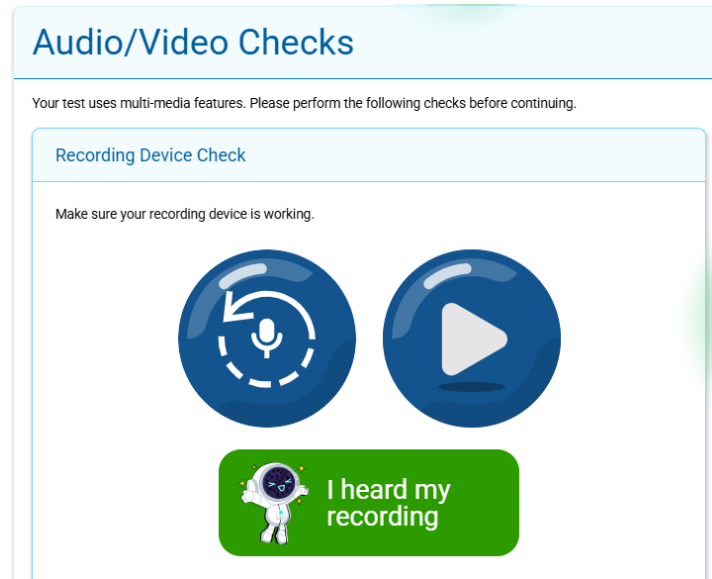 Audio/Video Checks
Your test uses multi-media features. Please perform the following checks before continuing.
Recording Device Check
Make sure your recording device is working.
I heard my
recording